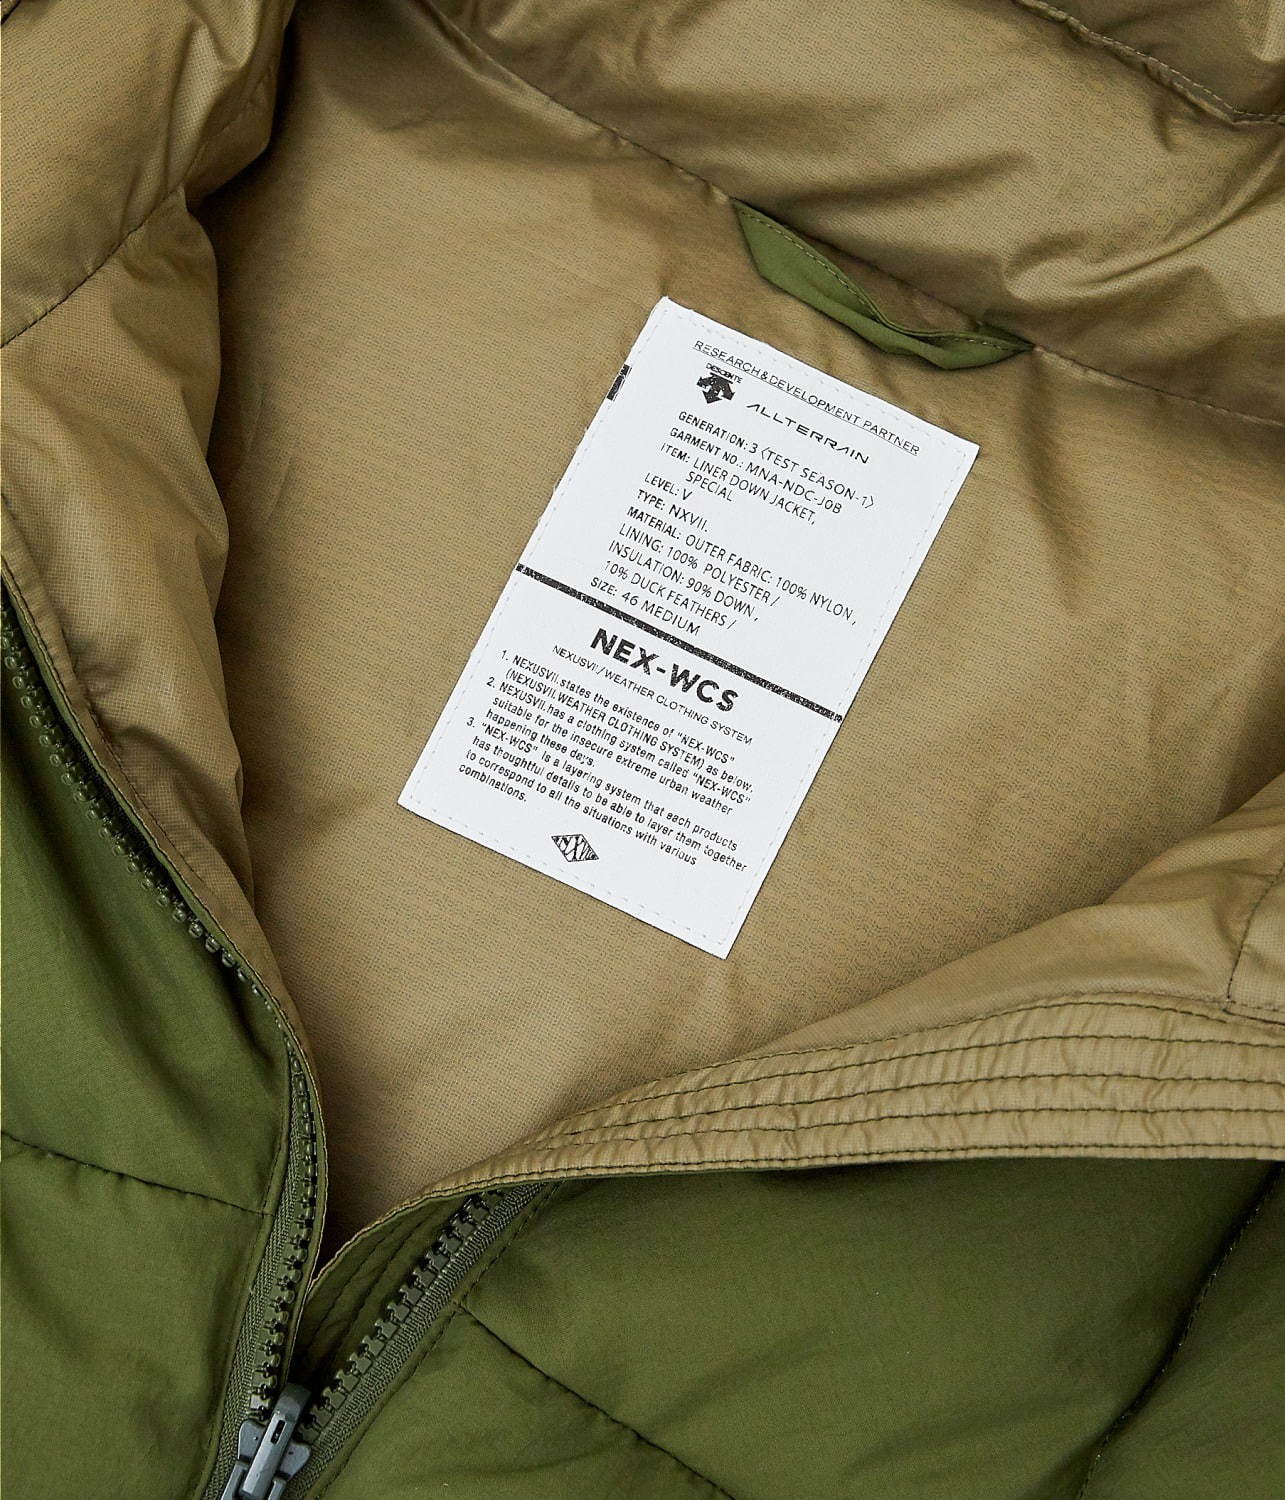 RESEARCH & DEVELOPMENT PARTNER
DESCENTE
ALLTERRAIN
GENERATION: 3 〈TEST SEASON-1〉
GARMENT NO.: MNA-NDC-J0B
ITEM: LINER DOWN JACKET,
SPECIAL
LEVEL: V
TYPE: NXVII.
MATERIAL: OUTER FABRIC: 100% NYLON,
LINING: 100% POLYESTER /
INSULATION: 90% DOWN,
10% DUCK FEATHERS /
SIZE: 46 MEDIUM
NEX-WCS
NEXUSVII./WEATHER CLOTHING SYSTEM
1. NEXUSVII. states the existence of "NEX-WCS"
(NEXUSVII. WEATHER CLOTHING SYSTEM) as below.
2. NEXUSVII. has a clothing system called "NEX-WCS"
suitable for the insecure extreme urban weather
happening these days.
3. "NEX-WCS" is a layering system that each products
has thoughtful details to be able to layer them together
to correspond to all the situations with various
combinations.
NXVII.